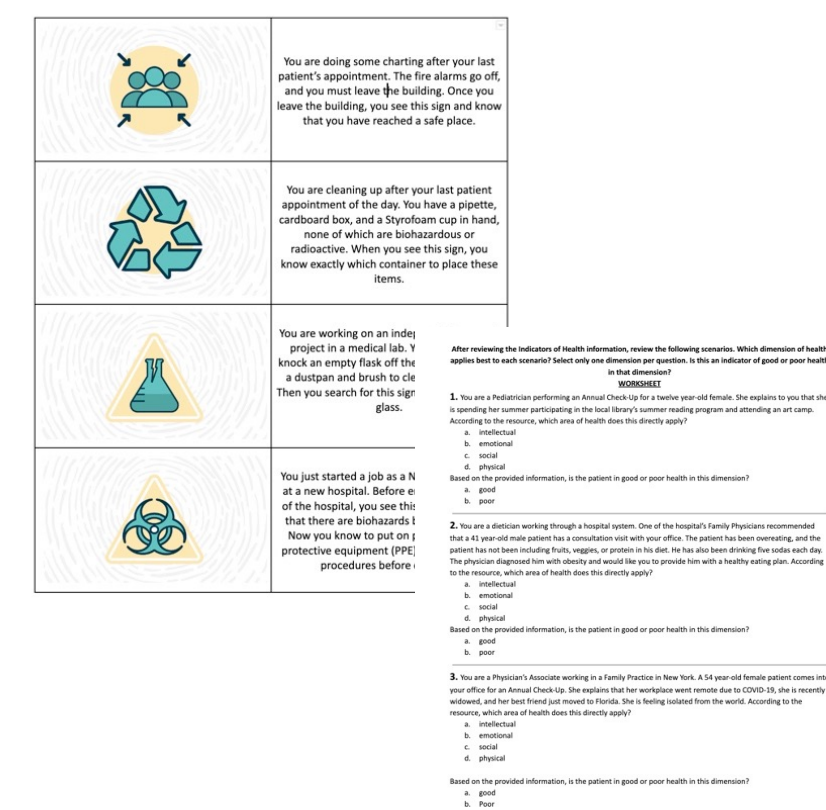 You are doing some charting after your last
patient's appointment. The fire alarms go off,
and you must leave the building. Once you
leave the building, you see this sign and know
that you have reached a safe place.
You are cleaning up after your last patient
appointment of the day. You have a pipette,
cardboard box, and a Styrofoam cup in hand,
none of which are biohazardous or
radioactive. When you see this sign, you
know exactly which container to place these
items.
You are working on an
project in a medical lab.
knock an empty flask off the
a dustpan and brush to
Then you search for this sign
glass.
You just started a job as a N
at a new hospital. Before
of the hospital, you see this
that there are biohazards
Now you know to put on
protective equipment (PPE)
procedures before
After reviewing the Indicators of Health information, review the following scenarios. Which dimension of health
applies best to each scenario? Select only one dimension per question. Is this an indicator of good or poor health
in that dimension?
WORKSHEET
1. You are a Pediatrician performing an Annual Check-Up for a twelve year-old female. She explains to you that she
is spending her summer participating in the local library's summer reading program and attending an art camp.
According to the resource, which area of health does this directly apply?
a. intellectual
b. emotional
c. social
d. physical
Based on the provided information, is the patient in good or poor health in this dimension?
a. good
b. poor
2. You are a dietician working through a hospital system. One of the hospital's Family Physicians recommended
that a 41 year-old male patient has a consultation visit with your office. The patient has been overeating, and the
patient has not been including fruits, veggies, or protein in his diet. He has also been drinking five sodas each day.
The physician diagnosed him with obesity and would like you to provide him with a healthy eating plan. According
to the resource, which area of health does this directly apply?
a. intellectual
b. emotional
c. social
d. physical
Based on the provided information, is the patient in good or poor health in this dimension?
a. good
b. poor
3. You are a Physician's Associate working in a Family Practice in New York. A 54 year-old female patient comes into
your office for an Annual Check-Up. She explains that her workplace went remote due to COVID-19, she is recently
widowed, and her best friend just moved to Florida. She is feeling isolated from the world. According to the
resource, which area of health does this directly apply?
a. intellectual
b. emotional
c. social
d. physical
Based on the provided information, is the patient in good or poor health in this dimension?
a. good
b. Poor